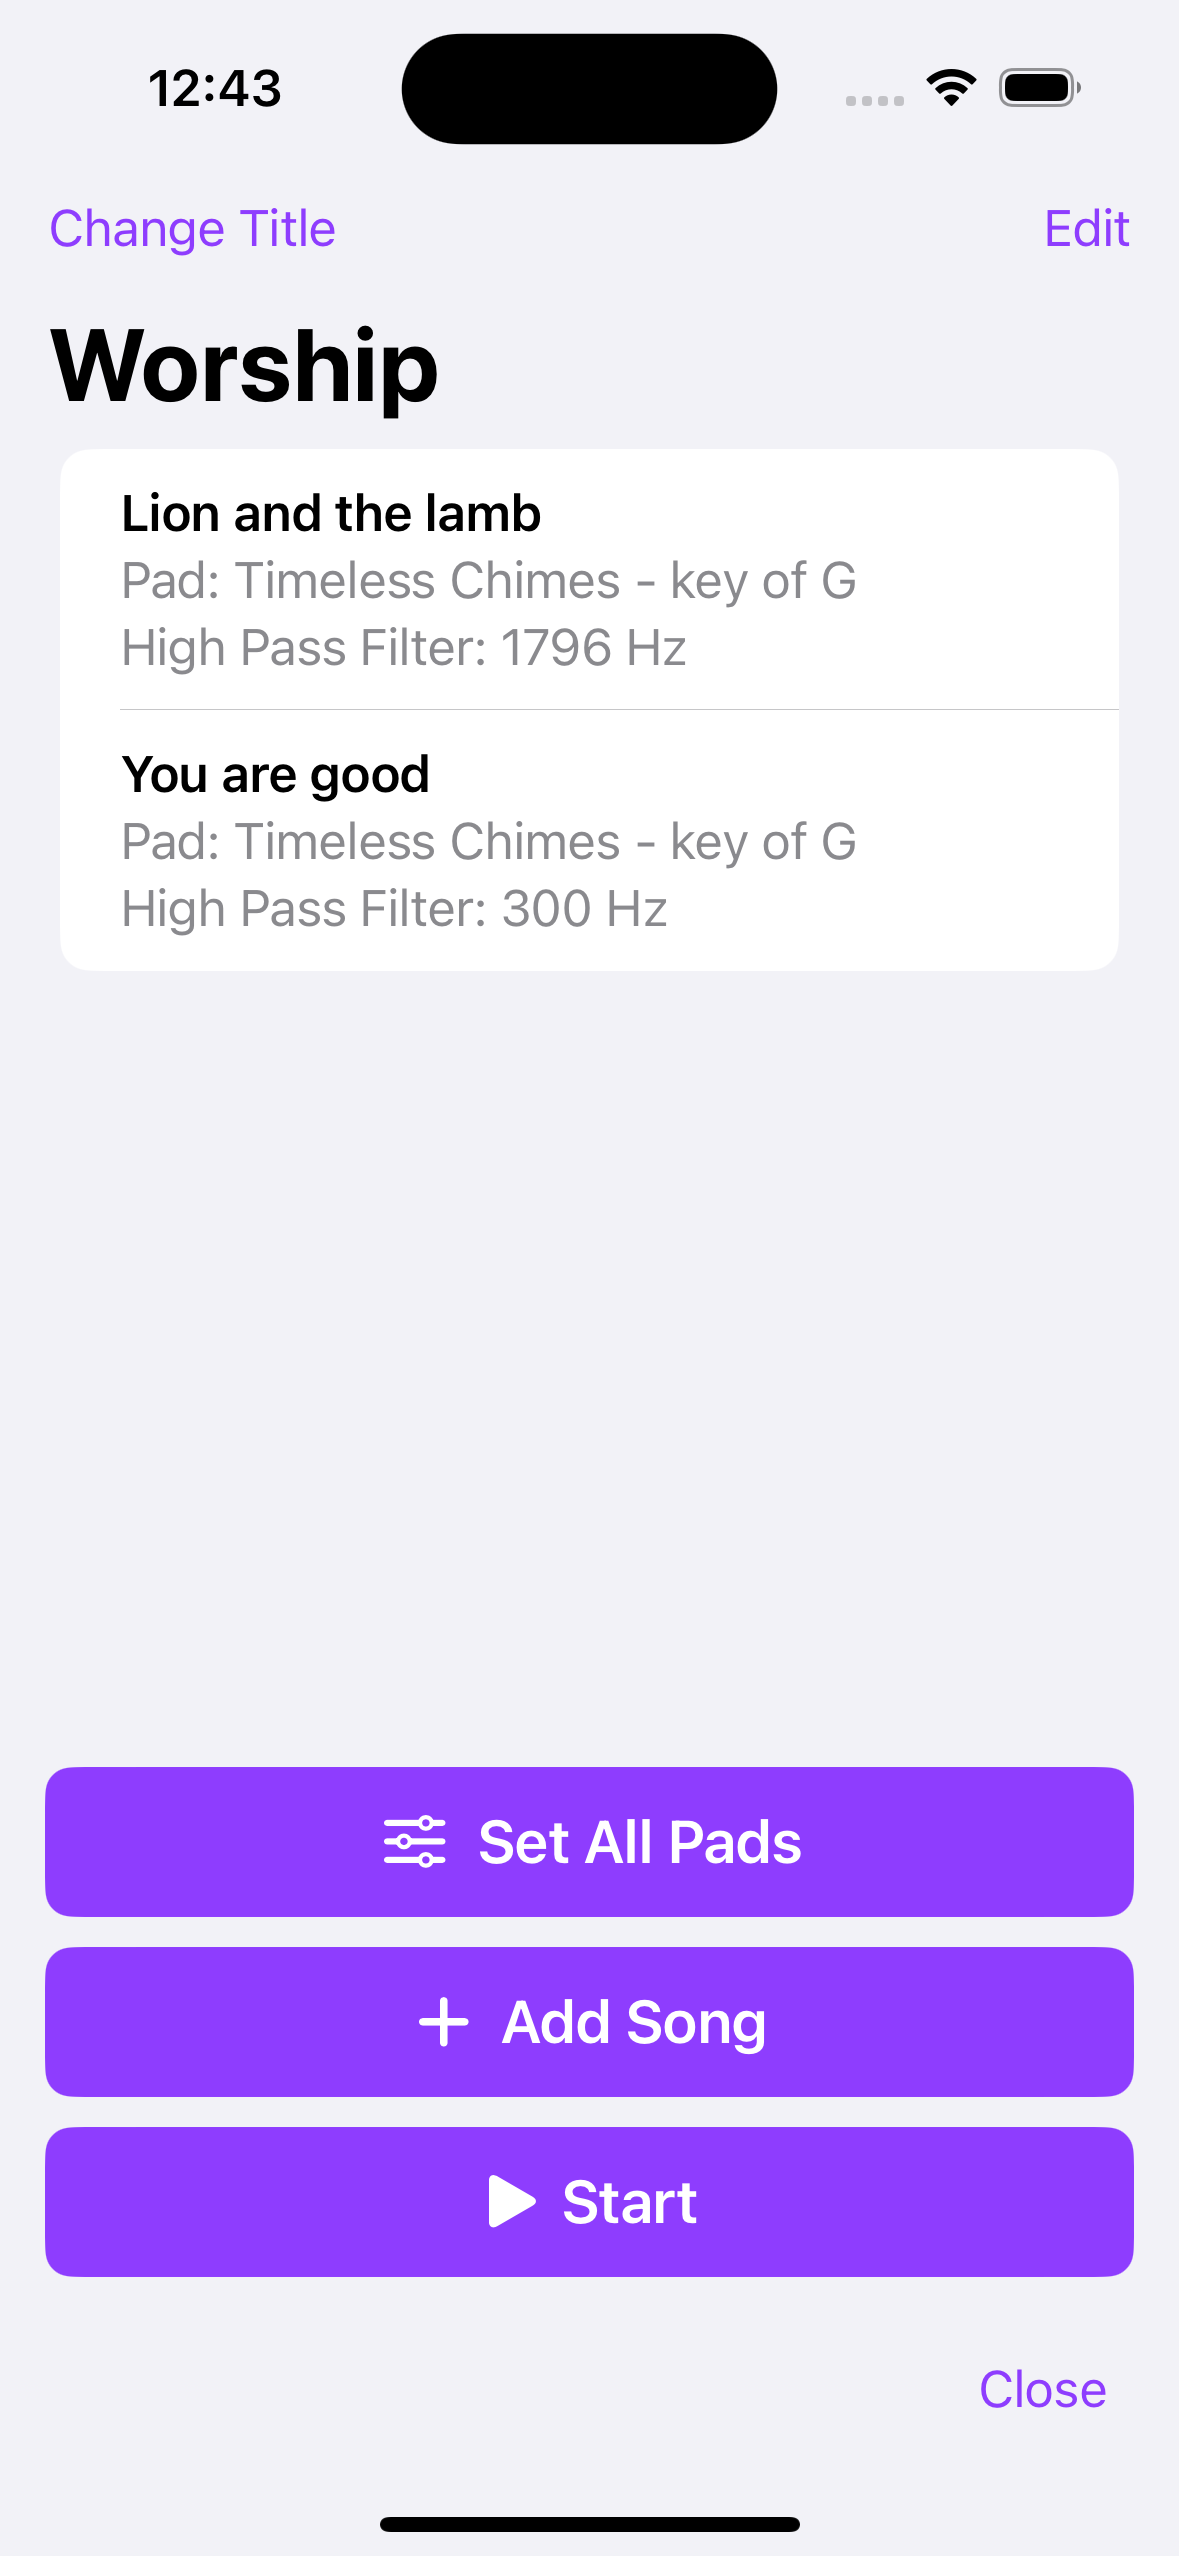 12:43
Change Title
Edit
Worship
Lion and the lamb
Pad: Timeless Chimes - key of G
High Pass Filter: 1796 Hz
You are good
Pad: Timeless Chimes - key of G
High Pass Filter: 300 Hz
Set All Pads
Add Song
Start
Close